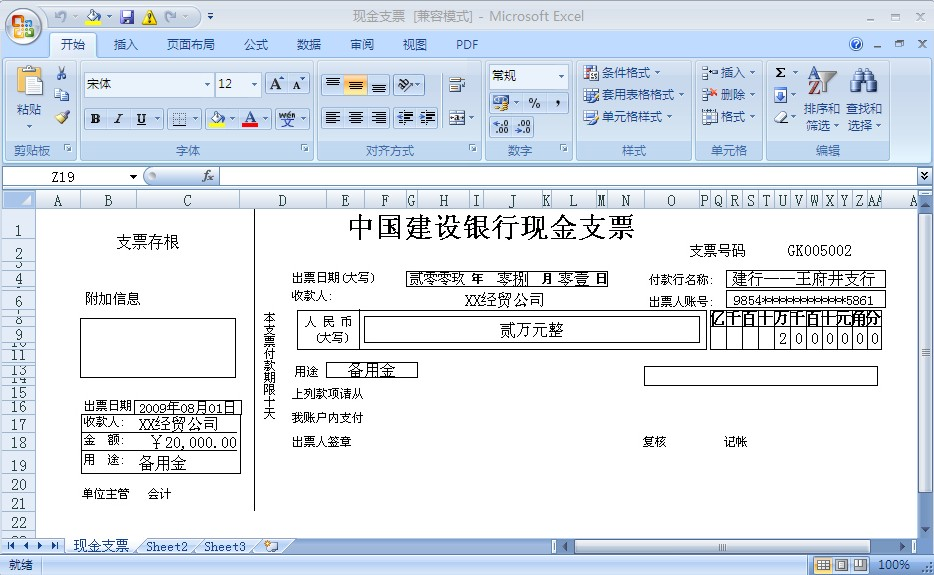 现金支票 [兼容模式] - Microsoft Excel
开始 插入 页面布局 公式 数据 审阅 视图 PDF
宋体 12 常规 条件格式 插入 Σ
粘贴 套用表格格式 删除 排序和 查找和
B I U A wén % , 单元格样式 格式 筛选 选择
剪贴板 字体 对齐方式 数字 样式 单元格 编辑
Z19 fx
A B C D E F G H I J K L M N O P Q R S T U V W X Y Z AA A
1 中国建设银行现金支票
2 支票存根 支票号码 GK005002
4 出票日期(大写) 贰零零玖 年 零捌 月 零壹 日 付款行名称: 建行——王府井支行
6 附加信息 收款人: XX经贸公司 出票人账号: 9854*************5861
8 人 民 币 亿千百十万千百十元角分
9 (大写) 贰万元整 2 0 0 0 0 0 0
11
本支票付款期限十天
13 用途 备用金
15 上列款项请从
16 出票日期 2009年08月01日
17 收款人: XX经贸公司 我账户内支付
18 金 额: ￥20,000.00 出票人签章 复核 记帐
19 用 途: 备用金
20
21 单位主管 会计
22
现金支票 Sheet2 Sheet3
就绪 100%